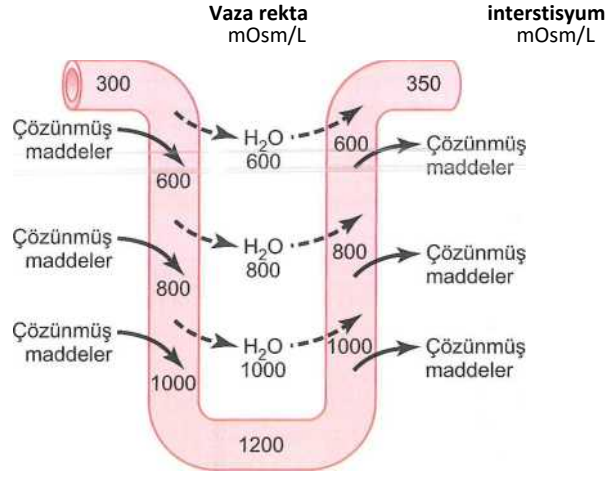 Vaza rekta
mOsm/L
interstisyum
mOsm/L
300
350
Çözünmüş
maddeler
H₂O
600
600
600
Çözünmüş
maddeler
Çözünmüş
maddeler
H₂O
800
800
800
Çözünmüş
maddeler
Çözünmüş
maddeler
H₂O
1000
1000
1000
Çözünmüş
maddeler
1200